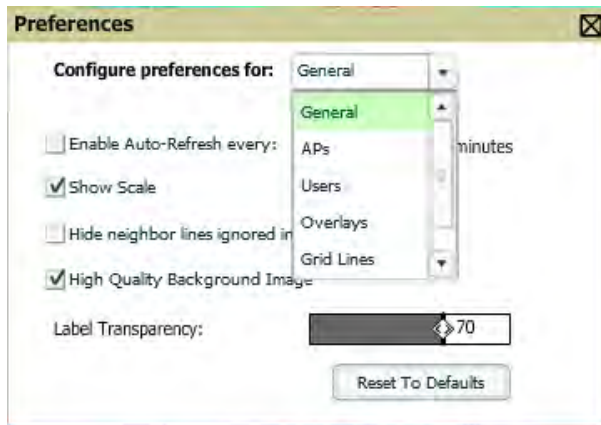 Preferences
Configure preferences for: General
General
Enable Auto-Refresh every: APs minutes
Show Scale Users
Overlays
Hide neighbor lines ignored in
Grid Lines
High Quality Background Image
Label Transparency: 70
Reset To Defaults